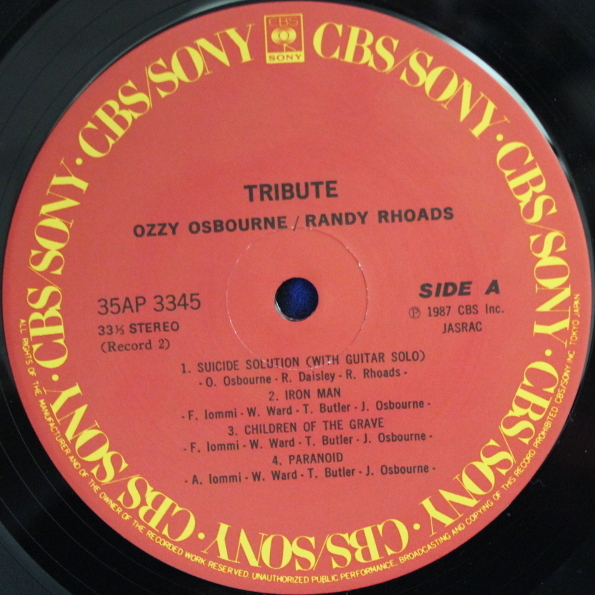 CBS/SONY · CBS/SONY · CBS/SONY · CBS/SONY · CBS/SONY · CBS/SONY · CBS/SONY · CBS/SONY
CBS
SONY
TRIBUTE
OZZY OSBOURNE / RANDY RHOADS
35AP 3345
33⅓ STEREO
(Record 2)
SIDE A
Ⓟ 1987 CBS Inc.
JASRAC
1. SUICIDE SOLUTION (WITH GUITAR SOLO)
- O. Osbourne - R. Daisley - R. Rhoads -
2. IRON MAN
- F. Iommi - W. Ward - T. Butler - J. Osbourne -
3. CHILDREN OF THE GRAVE
- F. Iommi - W. Ward - T. Butler - J. Osbourne -
4. PARANOID
- A. Iommi - W. Ward - T. Butler - J. Osbourne -
ALL RIGHTS OF THE MANUFACTURER AND OF THE OWNER OF THE RECORDED WORK RESERVED. UNAUTHORIZED PUBLIC PERFORMANCE, BROADCASTING AND COPYING OF THIS RECORD PROHIBITED. CBS/SONY INC. TOKYO JAPAN